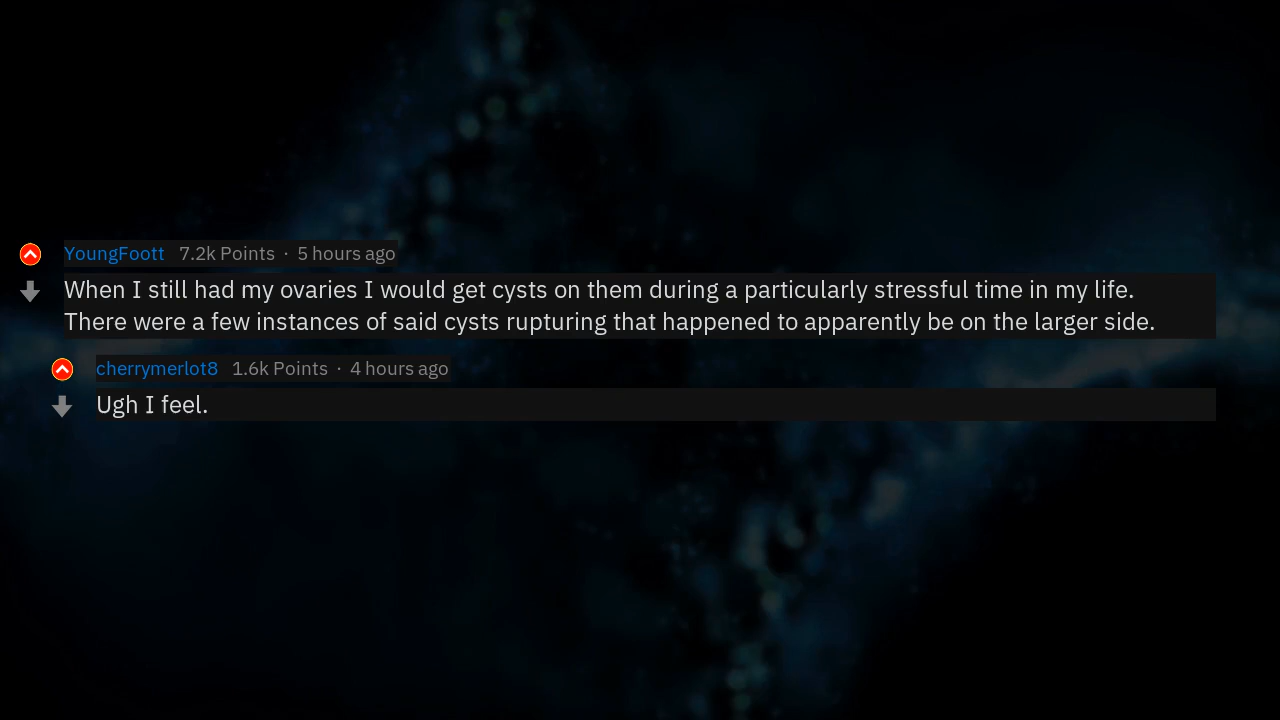 YoungFoott 7.2k Points · 5 hours ago
When I still had my ovaries I would get cysts on them during a particularly stressful time in my life.
There were a few instances of said cysts rupturing that happened to apparently be on the larger side.
cherrymerlot8 1.6k Points · 4 hours ago
Ugh I feel.